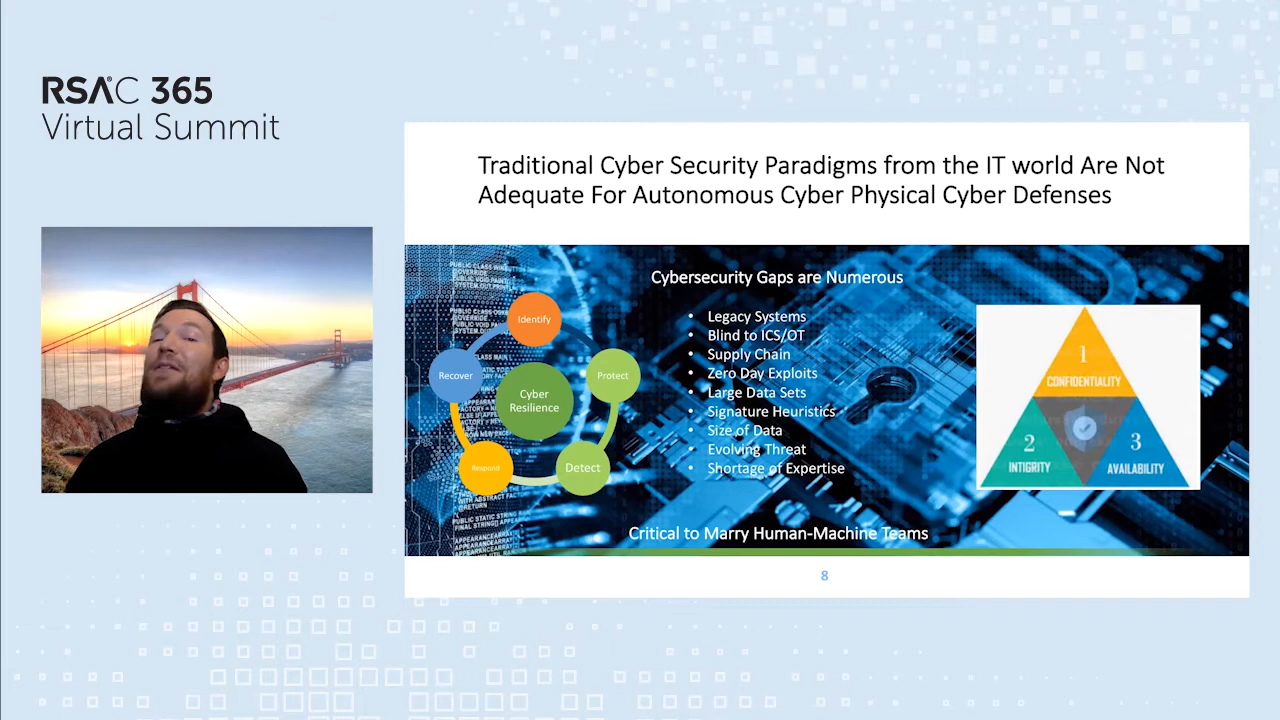 RSAC 365
Virtual Summit
Traditional Cyber Security Paradigms from the IT world Are Not
Adequate For Autonomous Cyber Physical Cyber Defenses
Cybersecurity Gaps are Numerous
Identify
Protect
Detect
Respond
Recover
Cyber
Resilience
• Legacy Systems
• Blind to ICS/OT
• Supply Chain
• Zero Day Exploits
• Large Data Sets
• Signature Heuristics
• Size of Data
• Evolving Threat
• Shortage of Expertise
1
CONFIDENTIALITY
2
INTIGRITY
3
AVAILABILITY
Critical to Marry Human-Machine Teams
8